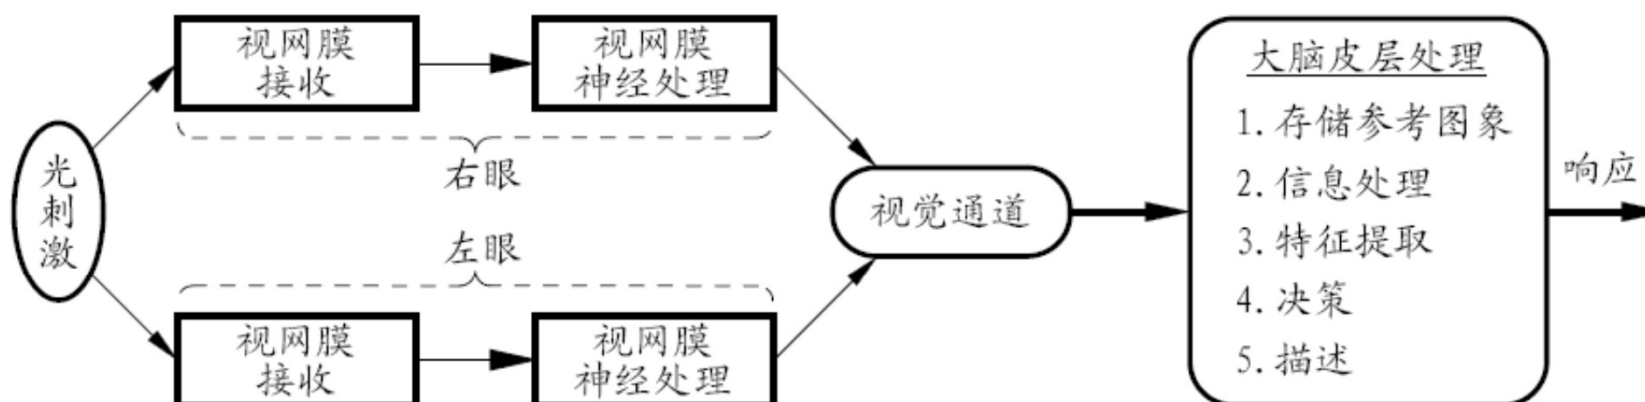 视网膜
接收
视网膜
神经处理
右眼
光
刺
激
左眼
视网膜
接收
视网膜
神经处理
视觉通道
大脑皮层处理
1.存储参考图象
2.信息处理
3.特征提取
4.决策
5.描述
响应